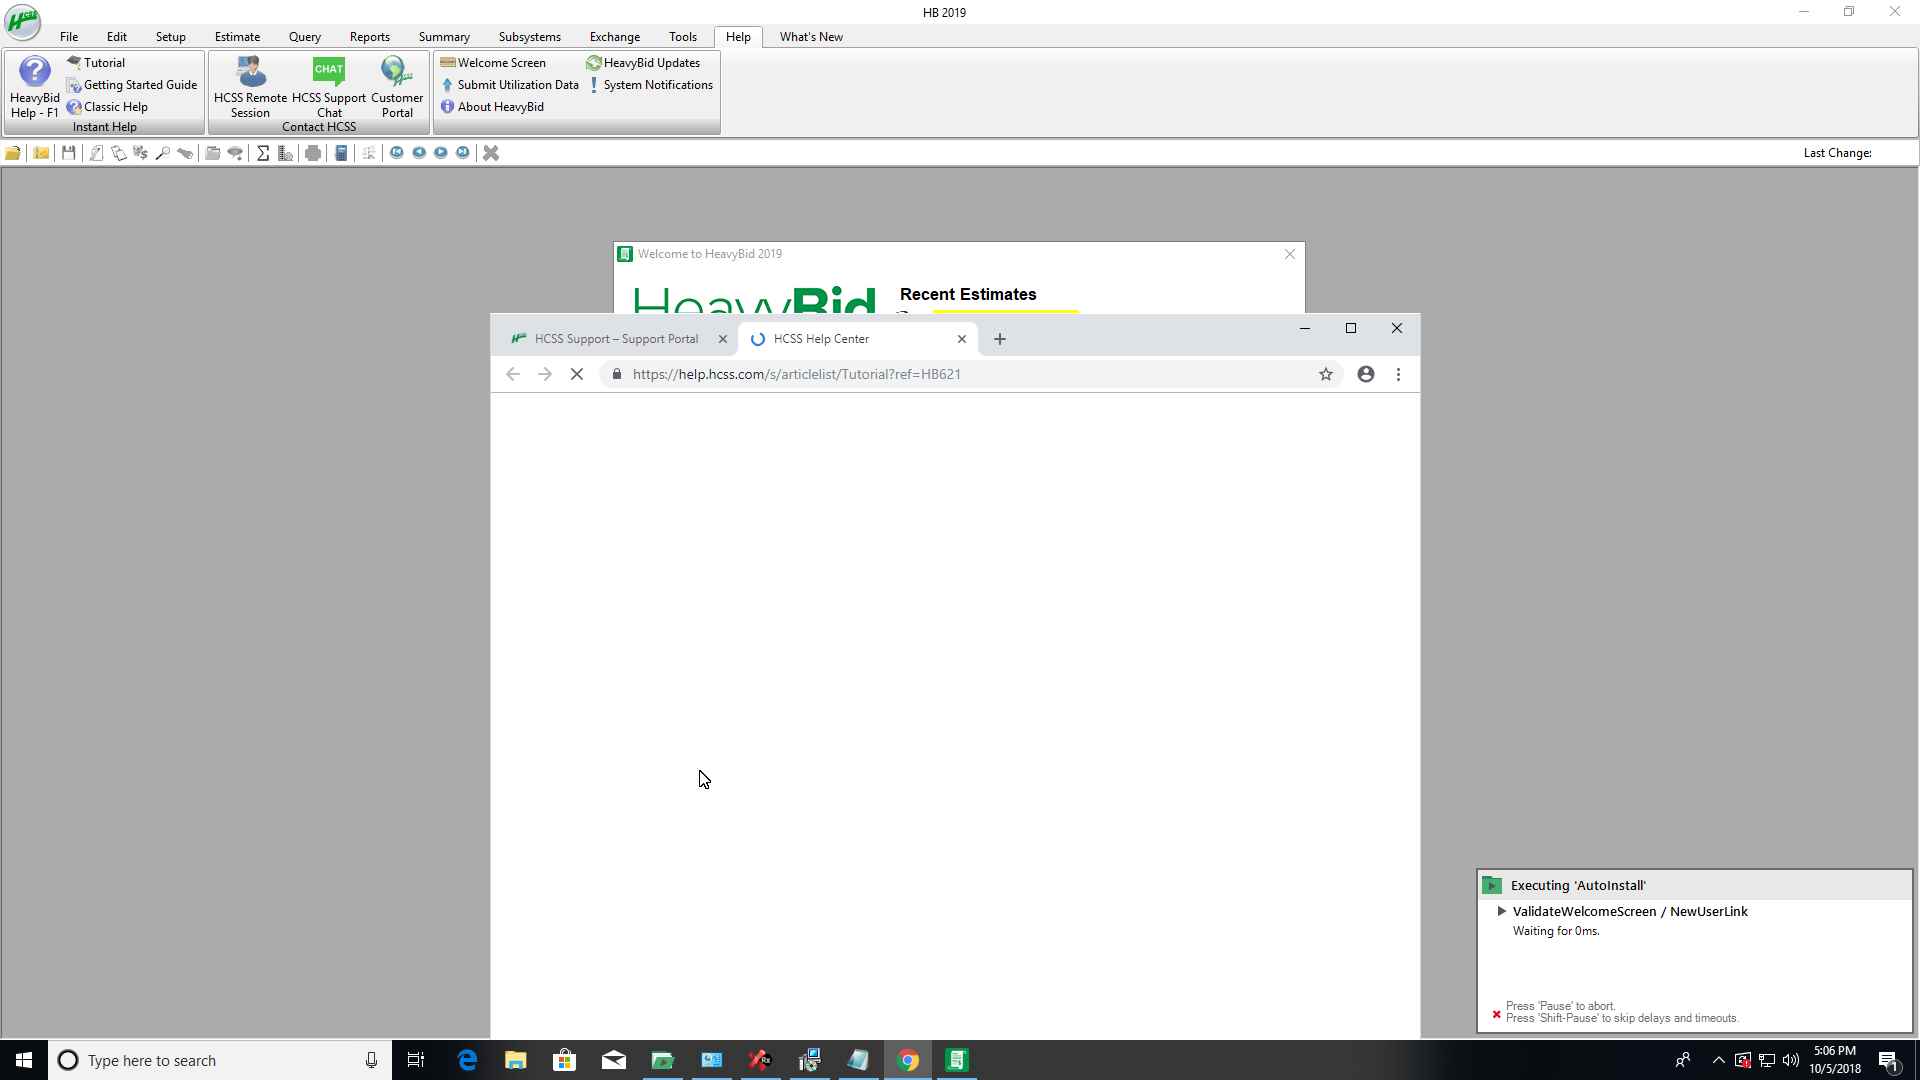 HB 2019
File Edit Setup Estimate Query Reports Summary Subsystems Exchange Tools Help What's New
HeavyBid
Help - F1
Tutorial
Getting Started Guide
Classic Help
Instant Help
HCSS Remote
Session
HCSS Support
Chat
CHAT
Customer
Portal
Contact HCSS
Welcome Screen
Submit Utilization Data
About HeavyBid
HeavyBid Updates
System Notifications
Last Change:
Welcome to HeavyBid 2019
HeavyBid
Recent Estimates
HCSS Support – Support Portal
HCSS Help Center
https://help.hcss.com/s/articlelist/Tutorial?ref=HB621
Executing 'AutoInstall'
ValidateWelcomeScreen / NewUserLink
Waiting for 0ms.
Press 'Pause' to abort.
Press 'Shift-Pause' to skip delays and timeouts.
Type here to search
5:06 PM
10/5/2018
1